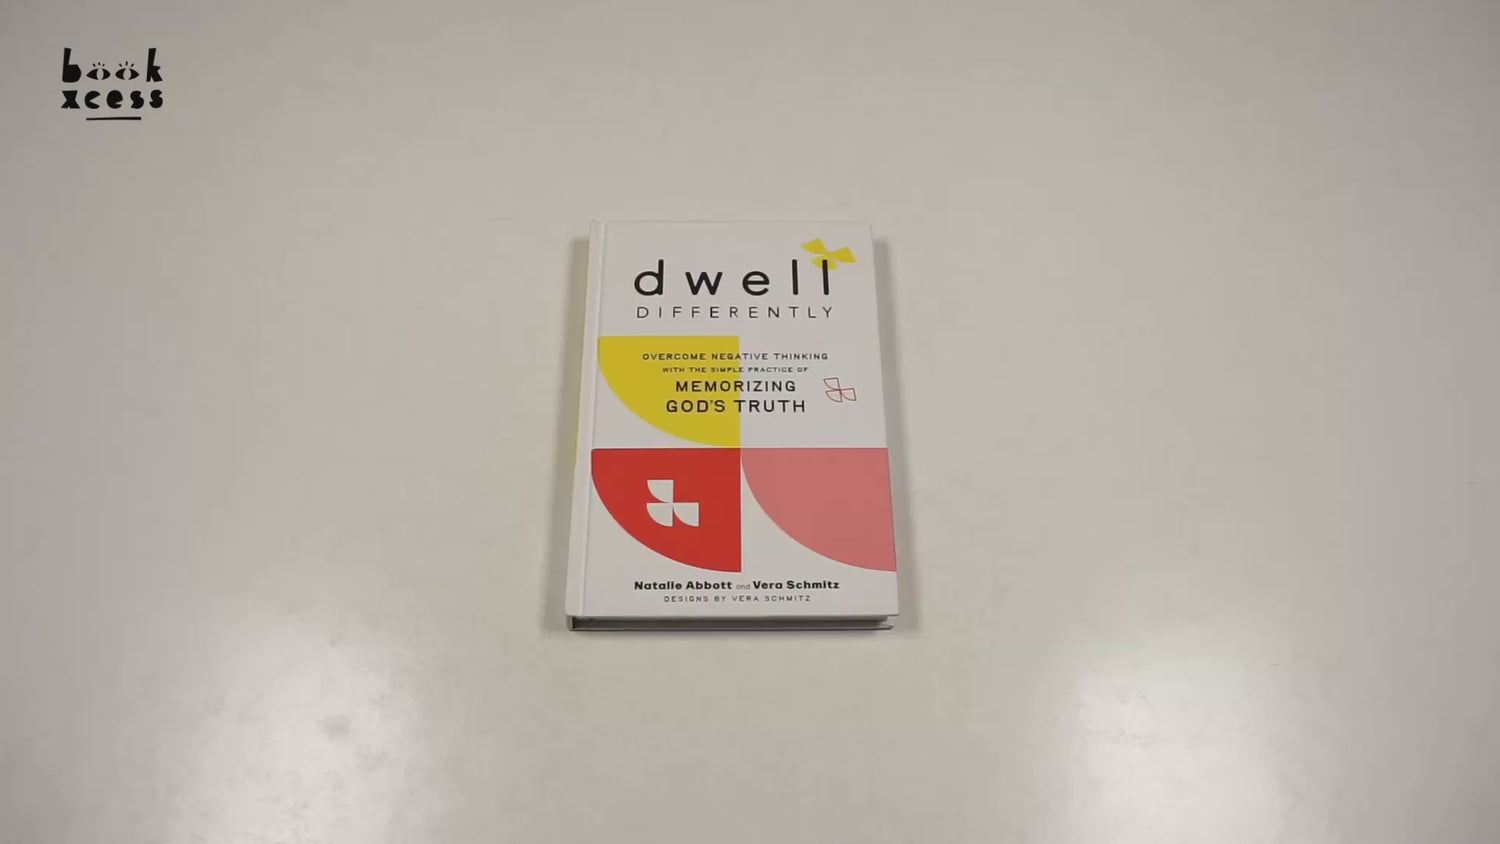 book
xcess
dwell
DIFFERENTLY
OVERCOME NEGATIVE THINKING
WITH THE SIMPLE PRACTICE OF
MEMORIZING
GOD'S TRUTH
Natalie Abbott and Vera Schmitz
DESIGNS BY VERA SCHMITZ